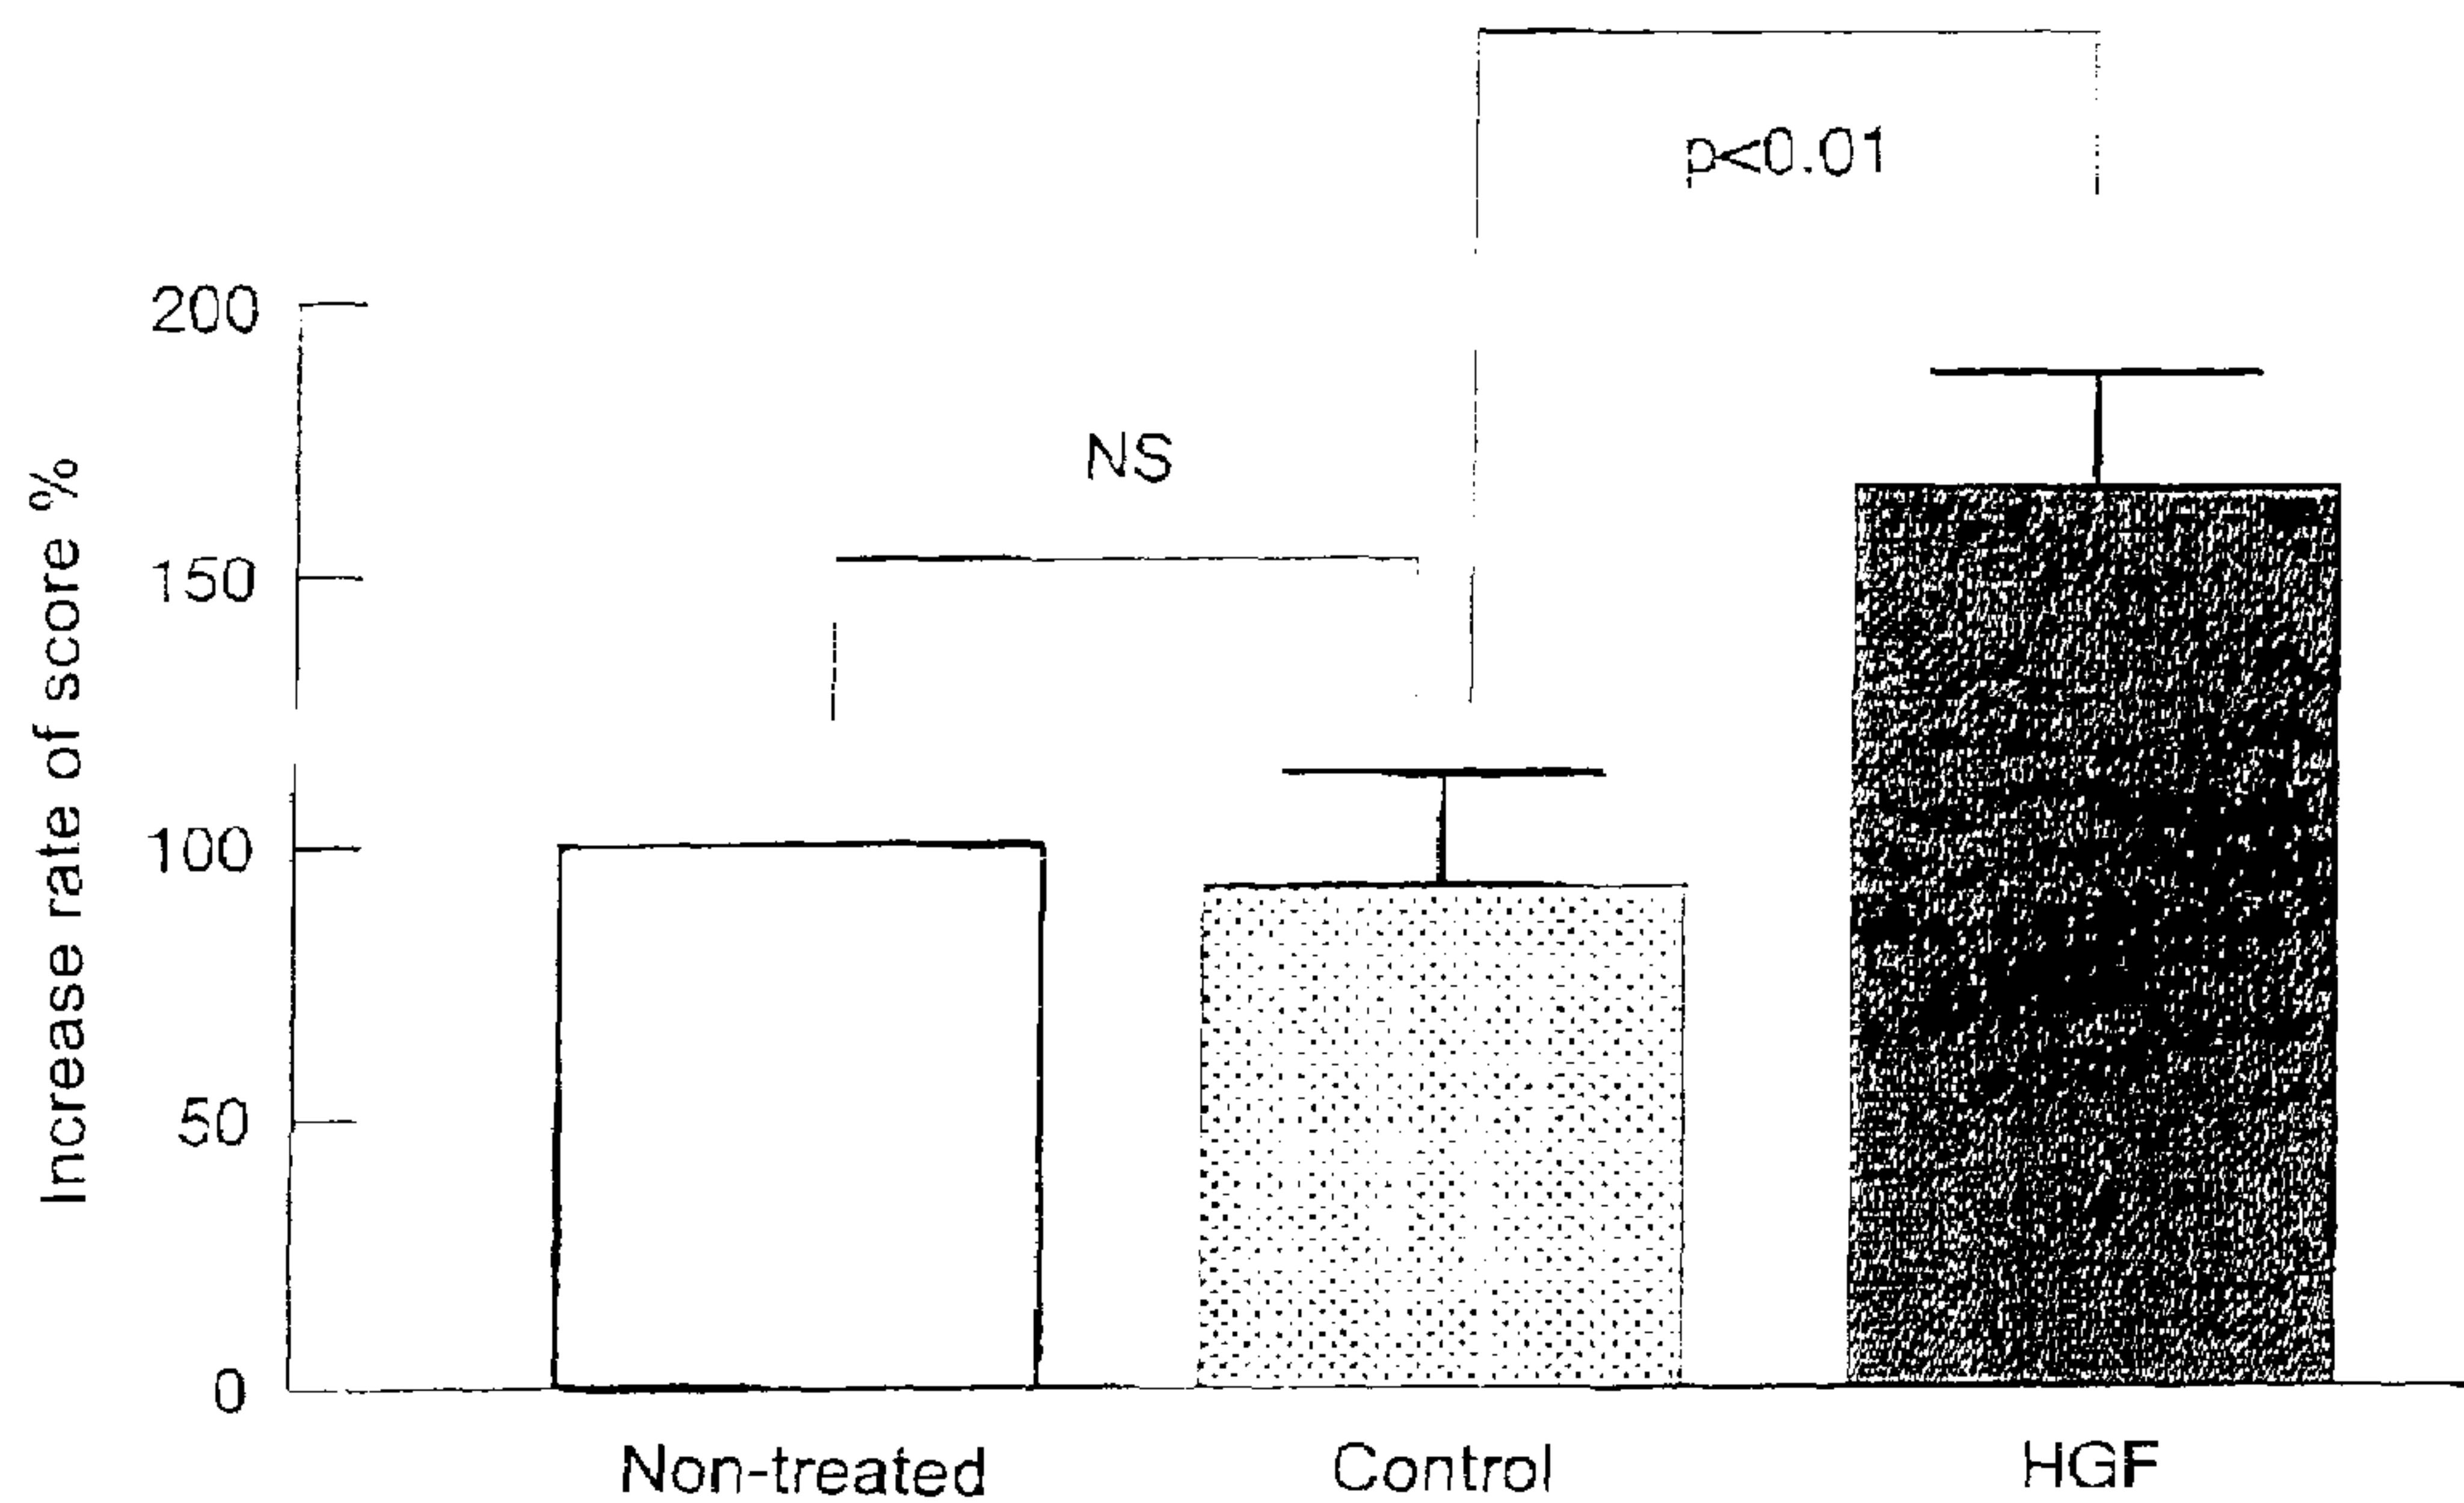 p<0.01
200
NS
150
100
50
0
Increase rate of score %
Non-treated
Control
HGF